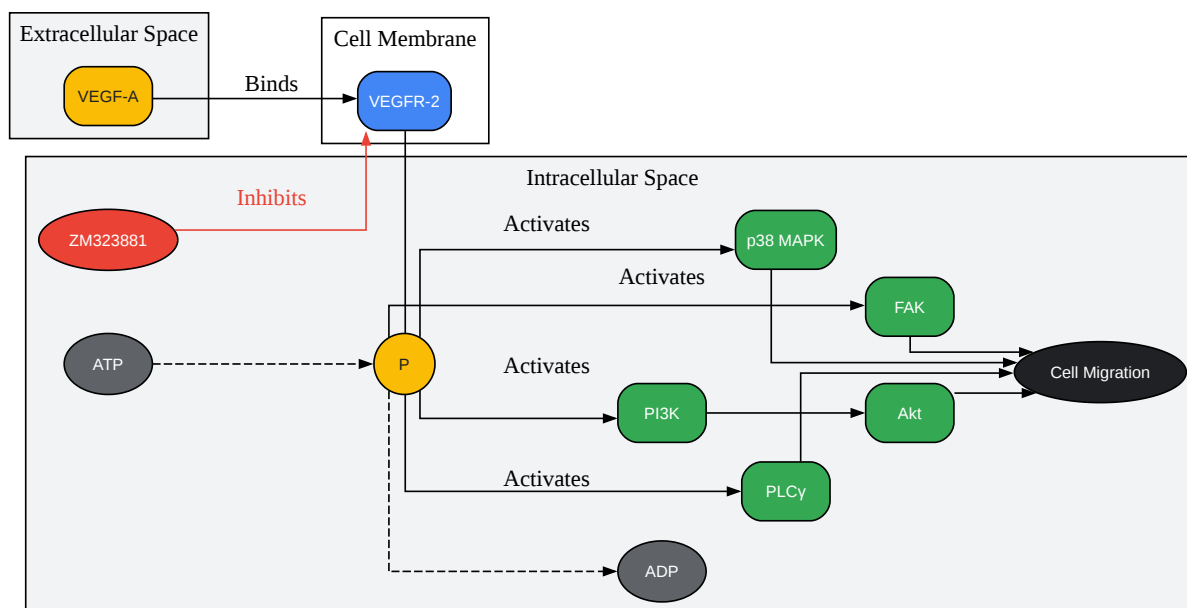 Extracellular Space
Cell Membrane
VEGF-A
Binds
VEGFR-2
Intracellular Space
Inhibits
ZM323881
Activates
p38 MAPK
Activates
FAK
ATP
P
Activates
Cell Migration
PI3K
Akt
Activates
PLCγ
ADP